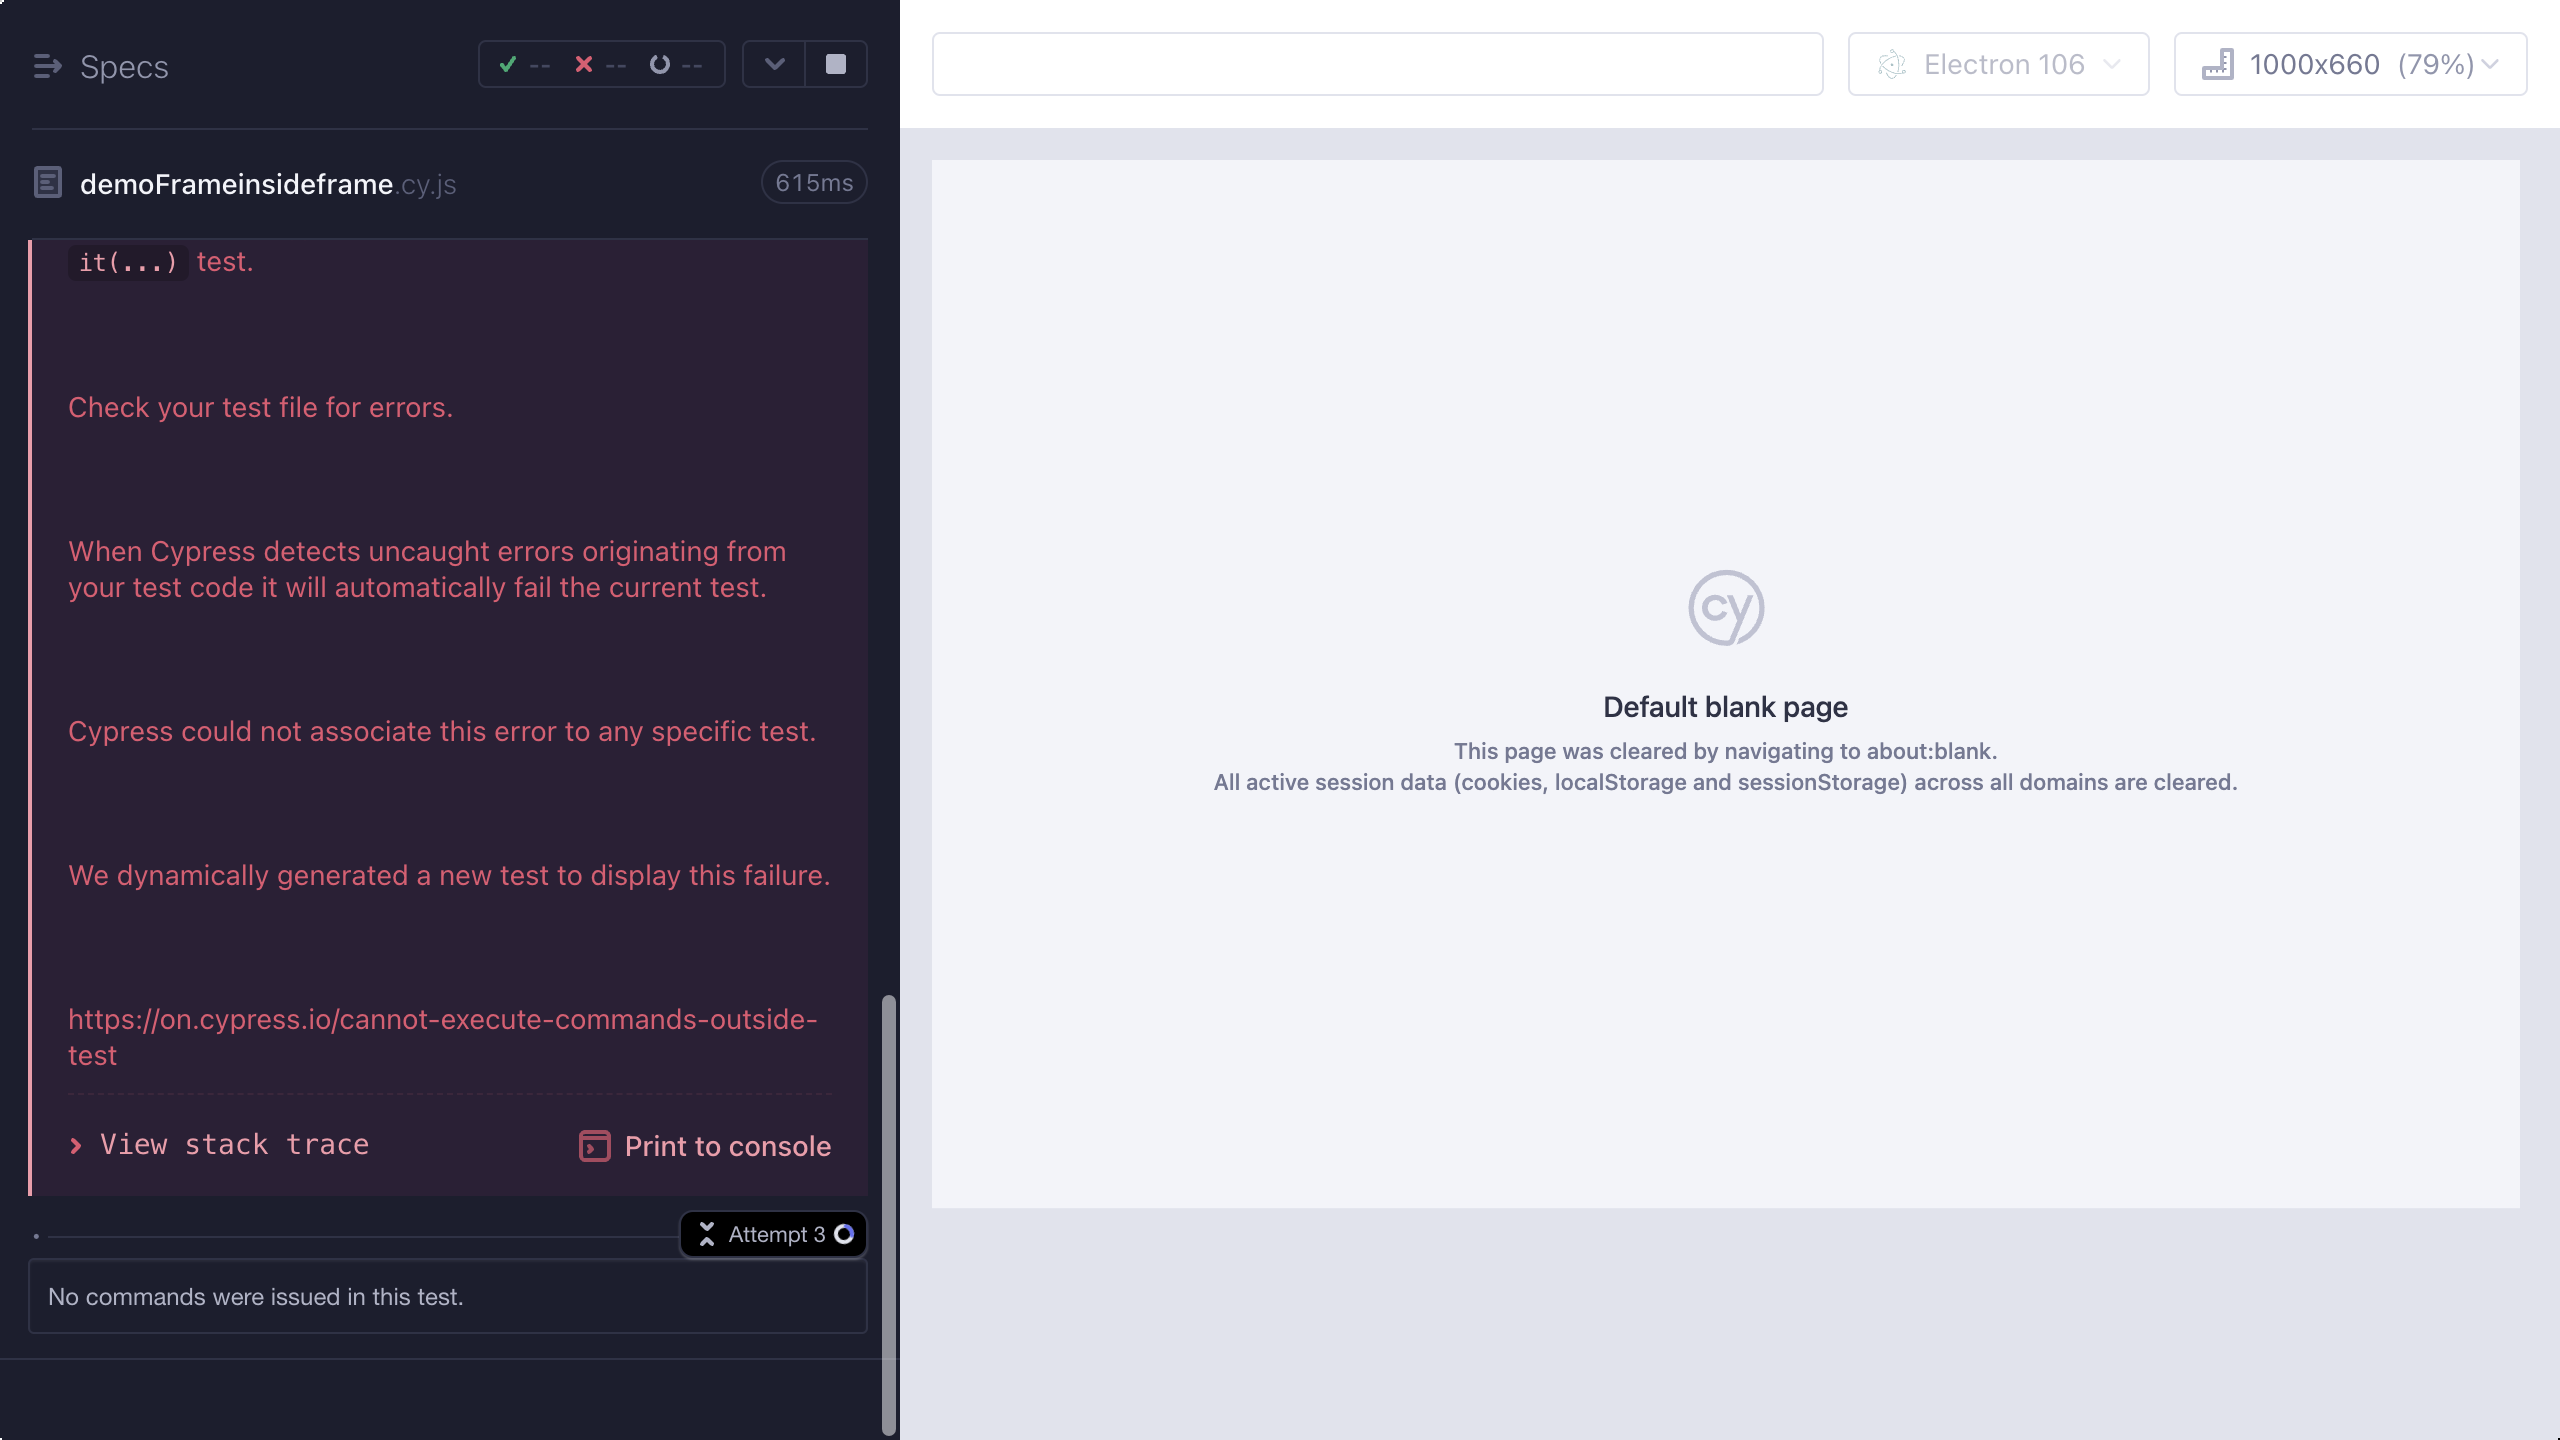 Specs
-- -- --
demoFrameinsideframe.cy.js
615ms
it(...) test.
Check your test file for errors.
When Cypress detects uncaught errors originating from
your test code it will automatically fail the current test.
Cypress could not associate this error to any specific test.
We dynamically generated a new test to display this failure.
https://on.cypress.io/cannot-execute-commands-outside-
test
View stack trace
Print to console
Attempt 3
No commands were issued in this test.
Electron 106
1000x660 (79%)
cy
Default blank page
This page was cleared by navigating to about:blank.
All active session data (cookies, localStorage and sessionStorage) across all domains are cleared.